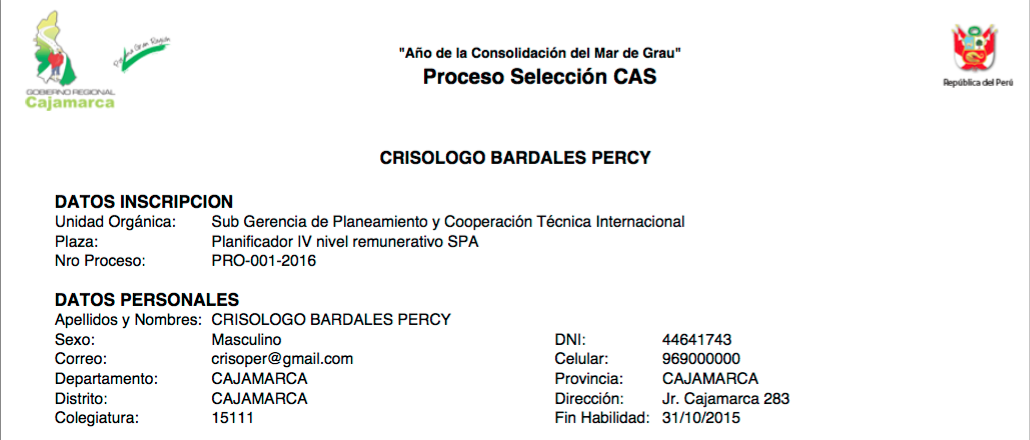 Por una Gran Región
GOBIERNO REGIONAL
Cajamarca
"Año de la Consolidación del Mar de Grau"
Proceso Selección CAS
República del Perú
CRISOLOGO BARDALES PERCY
DATOS INSCRIPCION
Unidad Orgánica: Sub Gerencia de Planeamiento y Cooperación Técnica Internacional
Plaza: Planificador IV nivel remunerativo SPA
Nro Proceso: PRO-001-2016
DATOS PERSONALES
Apellidos y Nombres: CRISOLOGO BARDALES PERCY
Sexo: Masculino DNI: 44641743
Correo: crisoper@gmail.com Celular: 969000000
Departamento: CAJAMARCA Provincia: CAJAMARCA
Distrito: CAJAMARCA Dirección: Jr. Cajamarca 283
Colegiatura: 15111 Fin Habilidad: 31/10/2015